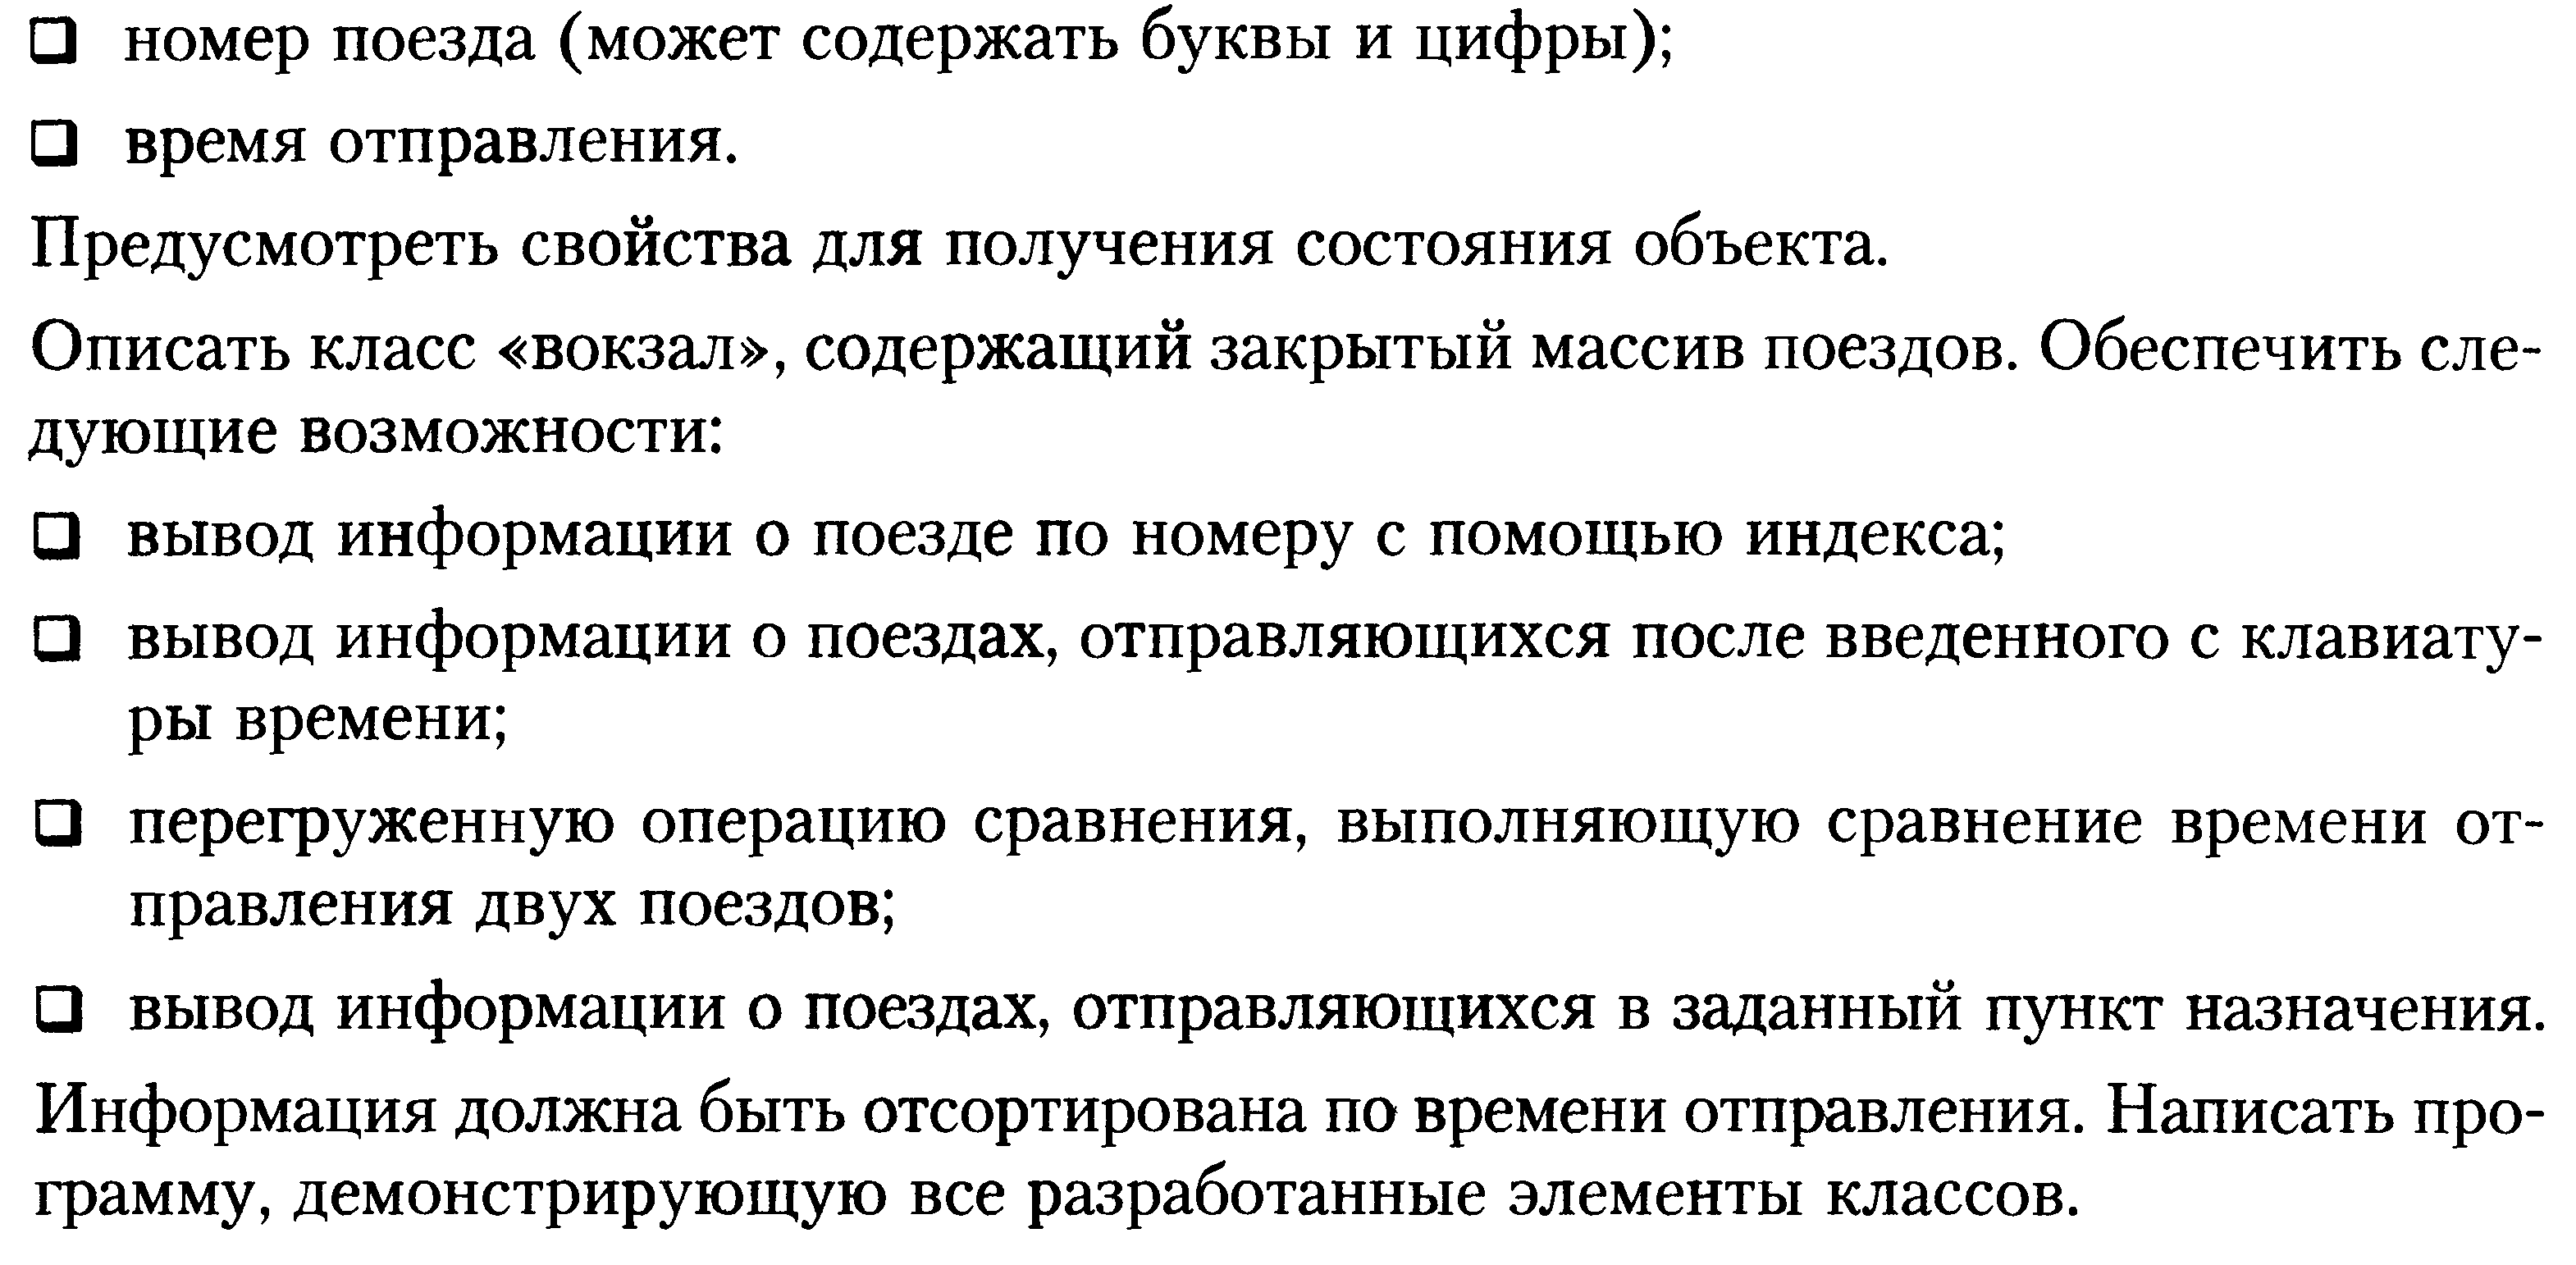 ❑ номер поезда (может содержать буквы и цифры);
❑ время отправления.
Предусмотреть свойства для получения состояния объекта.
Описать класс «вокзал», содержащий закрытый массив поездов. Обеспечить сле-
дующие возможности:
❑ вывод информации о поезде по номеру с помощью индекса;
❑ вывод информации о поездах, отправляющихся после введенного с клавиату-
ры времени;
❑ перегруженную операцию сравнения, выполняющую сравнение времени от-
правления двух поездов;
❑ вывод информации о поездах, отправляющихся в заданный пункт назначения.
Информация должна быть отсортирована по времени отправления. Написать про-
грамму, демонстрирующую все разработанные элементы классов.